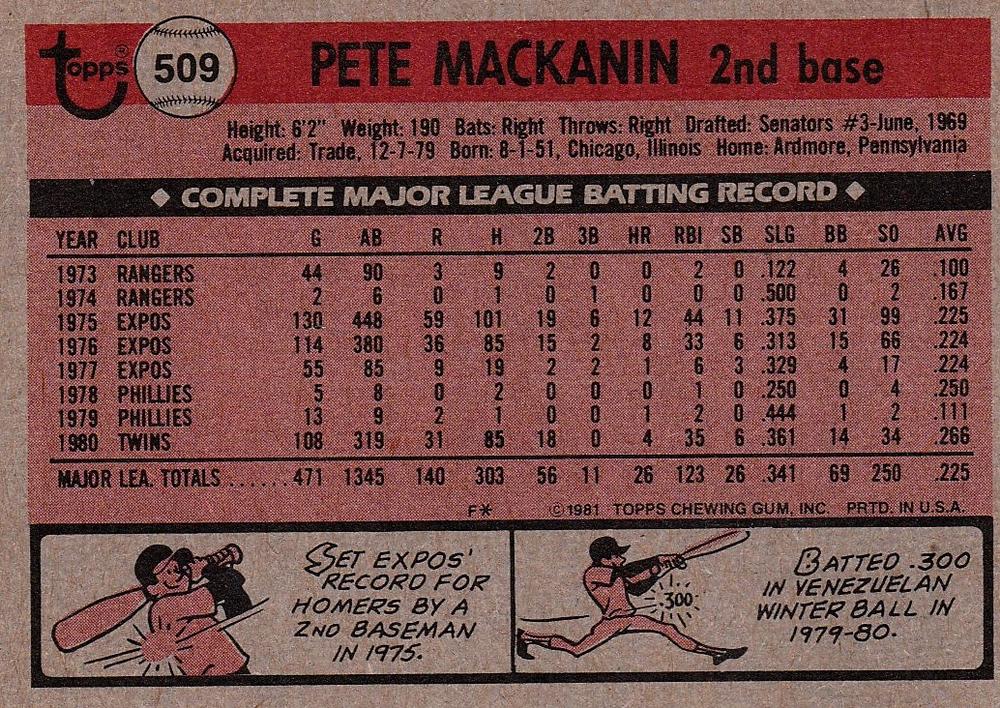 Topps® 509 PETE MACKANIN 2nd base
Height: 6'2" Weight: 190 Bats: Right Throws: Right Drafted: Senators #3-June, 1969
Acquired: Trade, 12-7-79 Born: 8-1-51, Chicago, Illinois Home: Ardmore, Pennsylvania
◆ COMPLETE MAJOR LEAGUE BATTING RECORD ◆
YEAR CLUB G AB R H 2B 3B HR RBI SB SLG BB SO AVG
1973 RANGERS 44 90 3 9 2 0 0 2 0 .122 4 26 .100
1974 RANGERS 2 6 0 1 0 1 0 0 0 .500 0 2 .167
1975 EXPOS 130 448 59 101 19 6 12 44 11 .375 31 99 .225
1976 EXPOS 114 380 36 85 15 2 8 33 6 .313 15 66 .224
1977 EXPOS 55 85 9 19 2 2 1 6 3 .329 4 17 .224
1978 PHILLIES 5 8 0 2 0 0 0 1 0 .250 0 4 .250
1979 PHILLIES 13 9 2 1 0 0 1 2 0 .444 1 2 .111
1980 TWINS 108 319 31 85 18 0 4 35 6 .361 14 34 .266
MAJOR LEA. TOTALS ......471 1345 140 303 56 11 26 123 26 .341 69 250 .225
F* ©1981 TOPPS CHEWING GUM, INC. PRTD. IN U.S.A.
SET EXPOS'
RECORD FOR
HOMERS BY A
2ND BASEMAN
IN 1975.
300
BATTED .300
IN VENEZUELAN
WINTER BALL IN
1979-80.